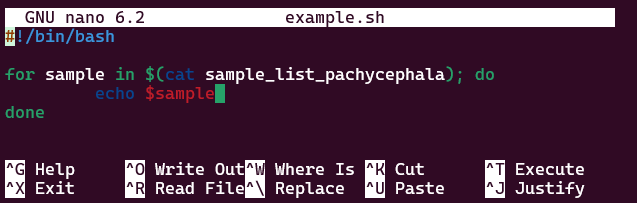 GNU nano 6.2 example.sh
#!/bin/bash
for sample in $(cat sample_list_pachycephala); do
echo $sample
done
^G Help ^O Write Out ^W Where Is ^K Cut ^T Execute
^X Exit ^R Read File ^\ Replace ^U Paste ^J Justify